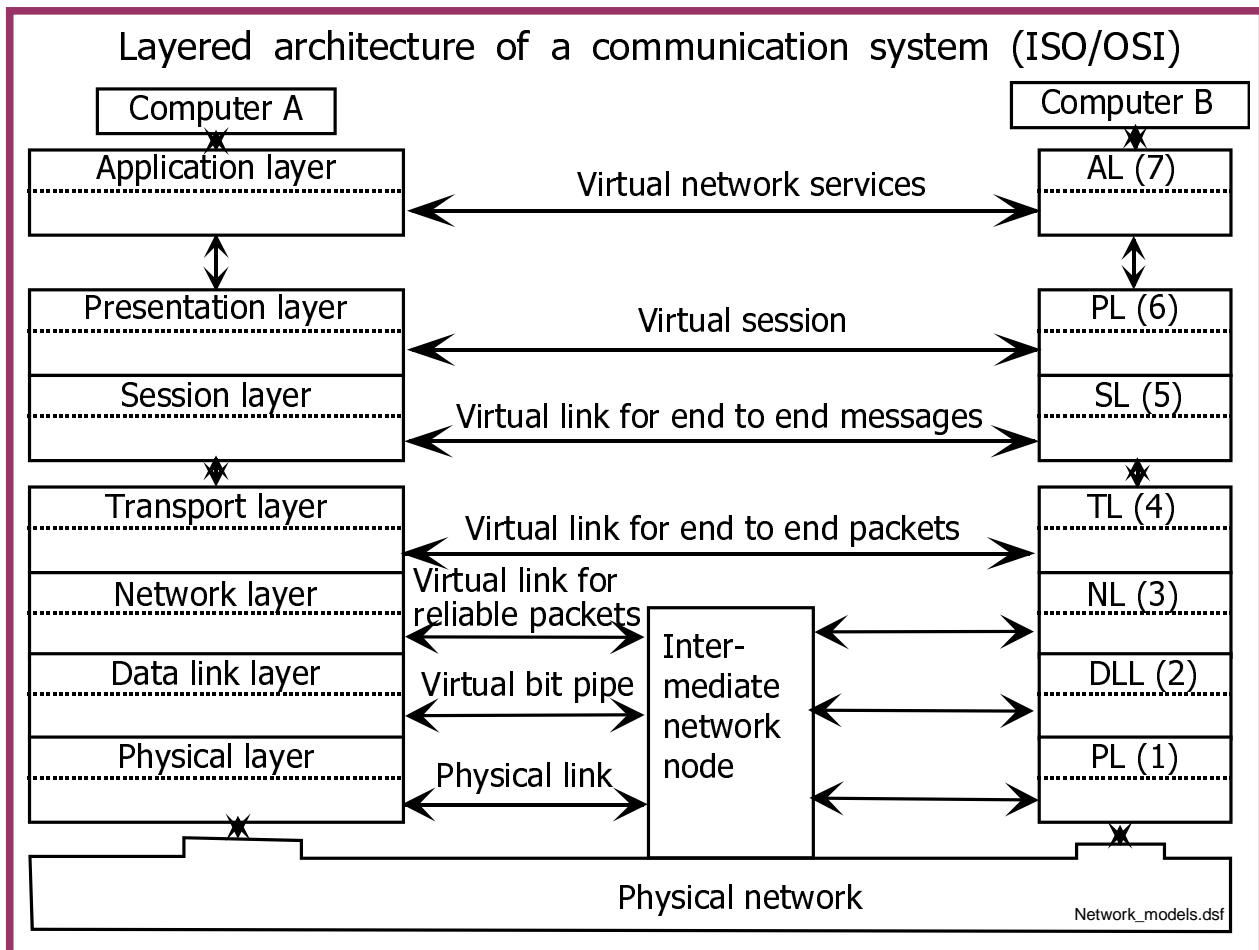 Layered architecture of a communication system (ISO/OSI)
Computer A
Computer B
Application layer
AL (7)
Virtual network services
Presentation layer
PL (6)
Virtual session
Session layer
SL (5)
Virtual link for end to end messages
Transport layer
TL (4)
Virtual link for end to end packets
Network layer
Virtual link for
reliable packets
NL (3)
Inter-
mediate
network
node
Data link layer
Virtual bit pipe
DLL (2)
Physical layer
Physical link
PL (1)
Physical network
Network_models.dsf